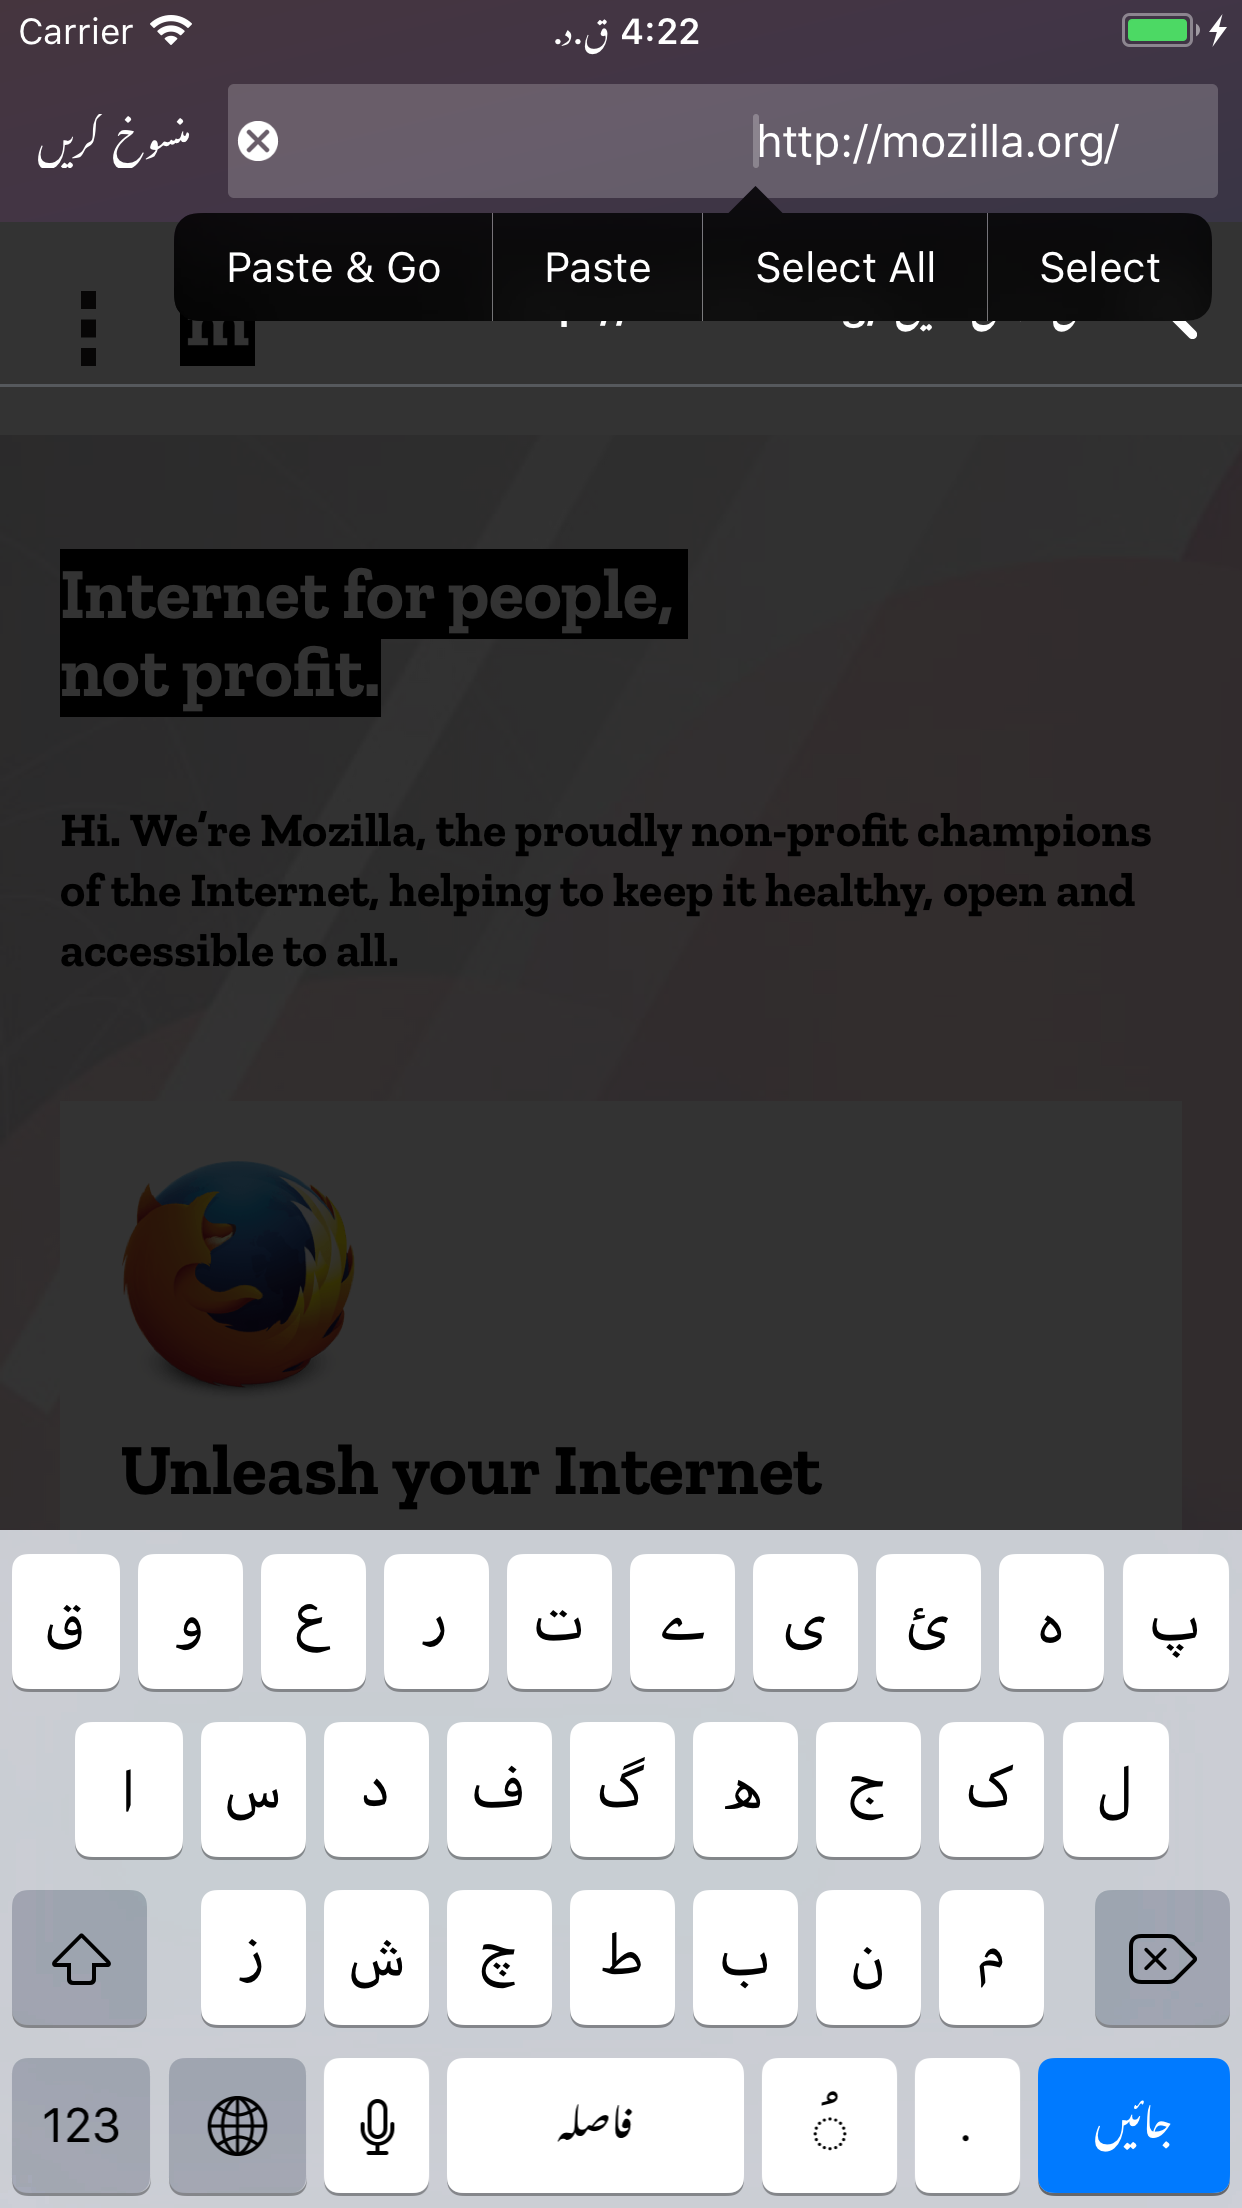 Carrier 4:22 ق.د.
منسوخ کریں http://mozilla.org/
Paste & Go Paste Select All Select
m
Internet for people,
not profit.
Hi. We’re Mozilla, the proudly non-profit champions
of the Internet, helping to keep it healthy, open and
accessible to all.
Unleash your Internet
ق و ع ر ت ے ی ئ ہ پ
ا س د ف گ ھ ج ک ل
ز ش چ ط ب ن م
123 فاصلہ ُ . جائیں